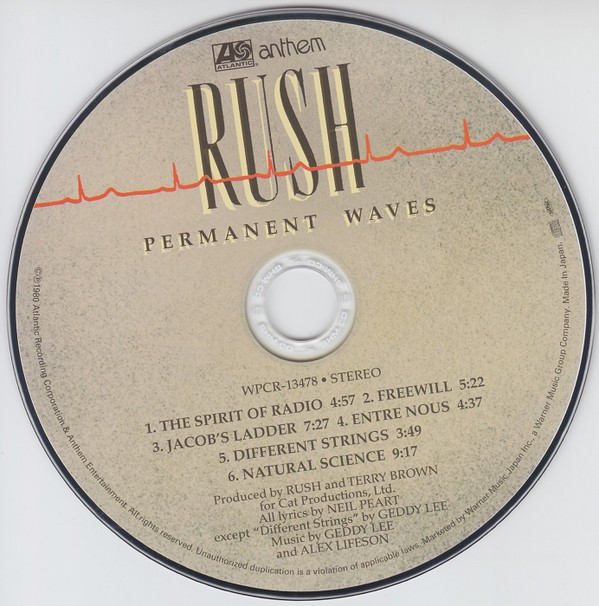 ATLANTIC® anthem
RUSH
PERMANENT WAVES
WPCR-13478 • STEREO
1. THE SPIRIT OF RADIO 4:57 2. FREEWILL 5:22
3. JACOB'S LADDER 7:27 4. ENTRE NOUS 4:37
5. DIFFERENT STRINGS 3:49
6. NATURAL SCIENCE 9:17
Produced by RUSH and TERRY BROWN
for Cat Productions, Ltd.
All lyrics by NEIL PEART
except "Different Strings" by GEDDY LEE
Music by GEDDY LEE
and ALEX LIFESON
©℗1980 Atlantic Recording Corporation & Anthem Entertainment. All rights reserved. Unauthorized duplication is a violation of applicable laws. Marketed by Warner Music Japan Inc., a Warner Music Group Company. Made In Japan.